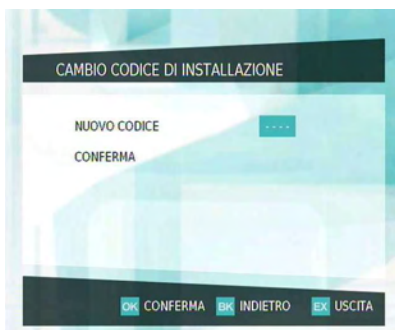 CAMBIO CODICE DI INSTALLAZIONE
NUOVO CODICE - - - -
CONFERMA
OK CONFERMA BK INDIETRO EX USCITA